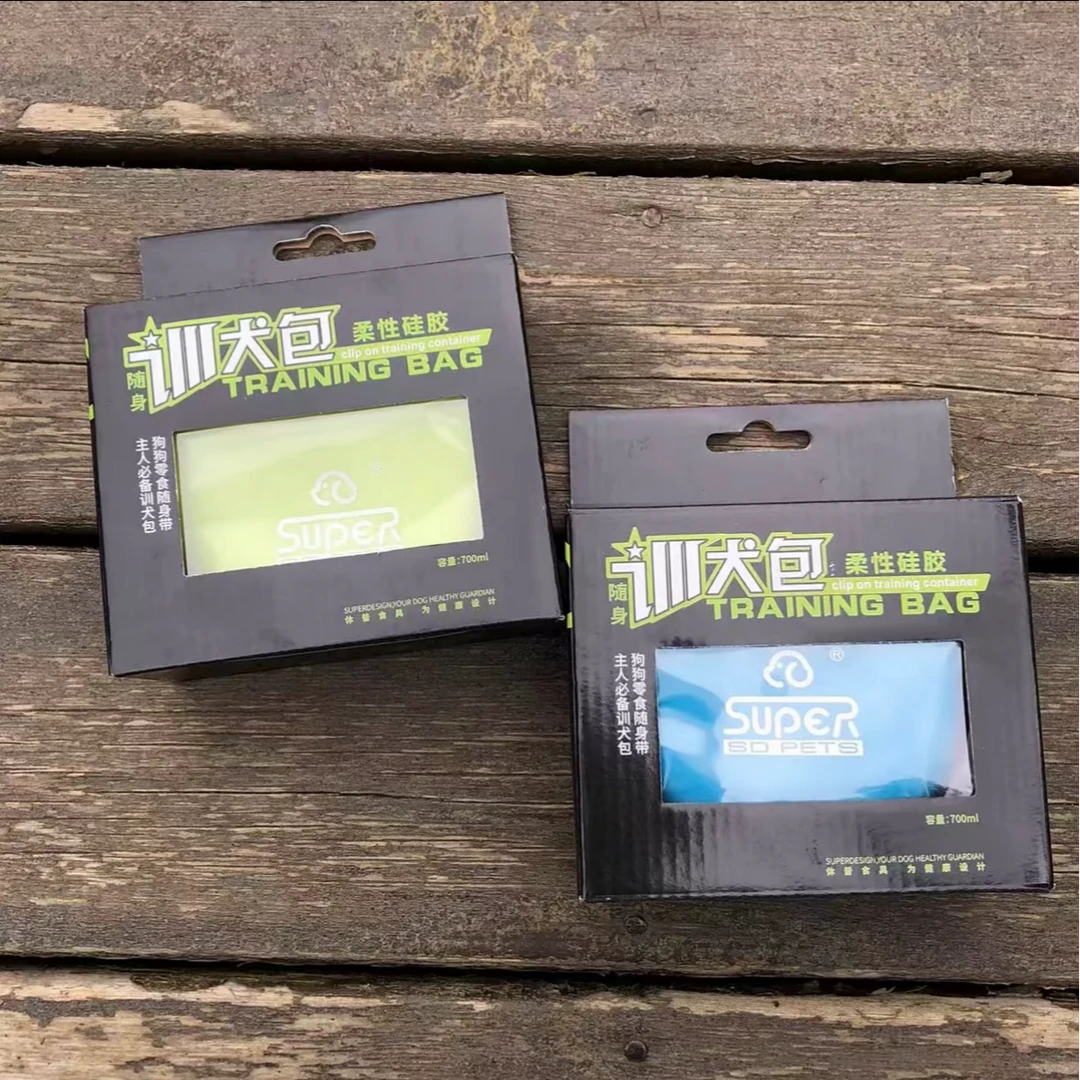 随身
训犬包
柔性硅胶
clip on training container
TRAINING BAG
狗狗零食随身带
主人必备训犬包
SUPER
容量:700ml
SUPERDESIGN,YOUR DOG HEALTHY GUARDIAN
休普食具 为健康设计
随身
训犬包
柔性硅胶
clip on training container
TRAINING BAG
狗狗零食随身带
主人必备训犬包
®
SUPER
SD PETS
容量:700ml
SUPERDESIGN,YOUR DOG HEALTHY GUARDIAN
休普食具 为健康设计